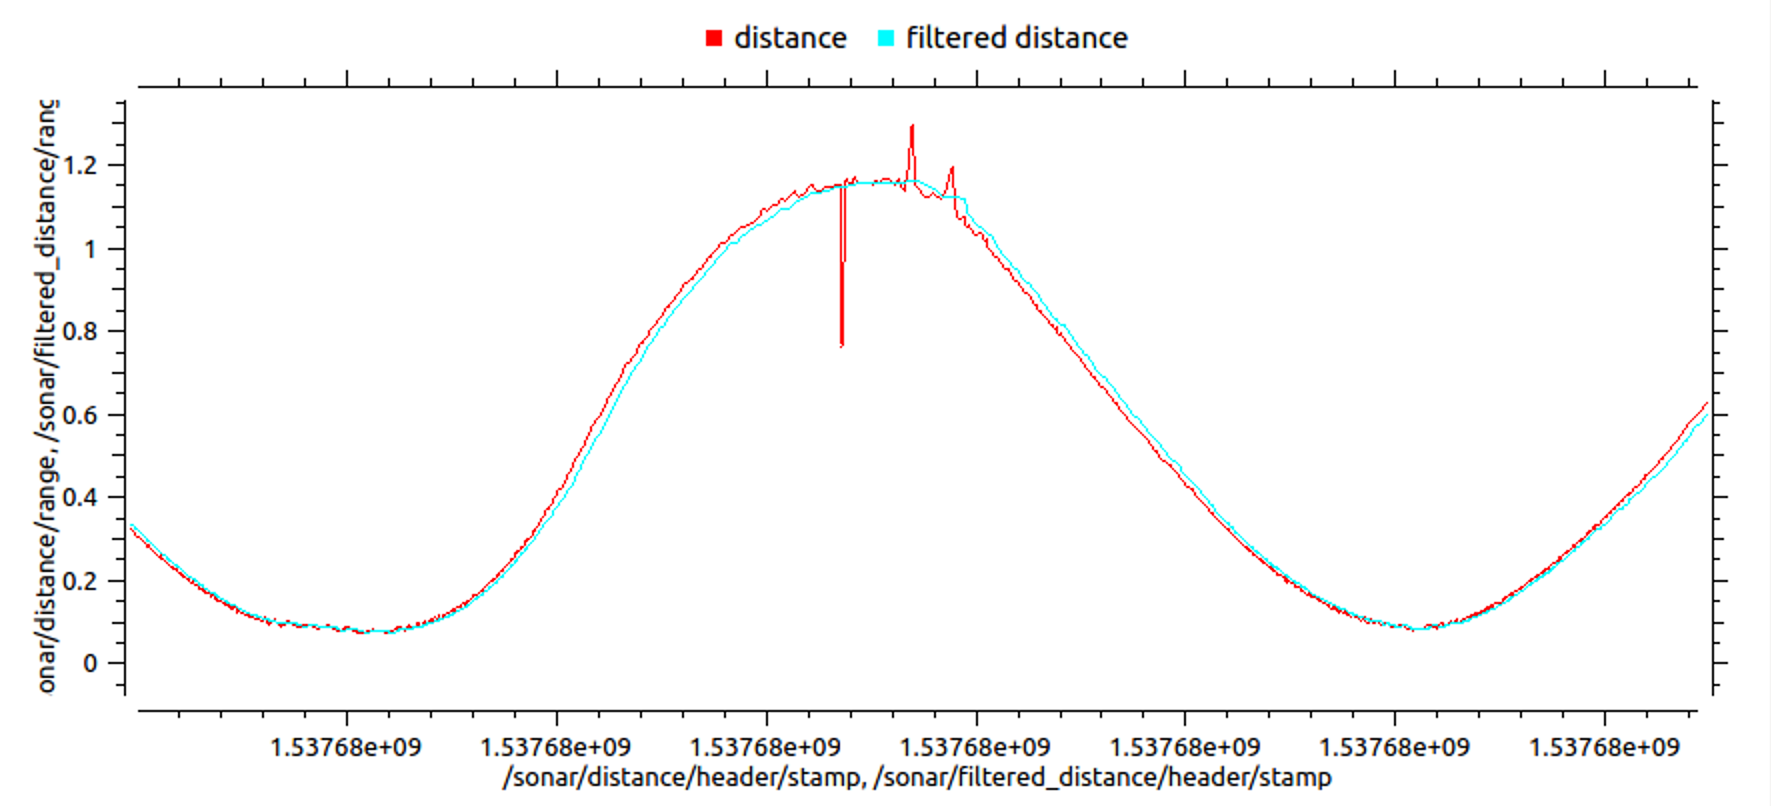 distance filtered distance
onar/distance/range, /sonar/filtered_distance/rang
1.2
1
0.8
0.6
0.4
0.2
0
1.53768e+09 1.53768e+09 1.53768e+09 1.53768e+09 1.53768e+09 1.53768e+09 1.53768e+09
/sonar/distance/header/stamp, /sonar/filtered_distance/header/stamp